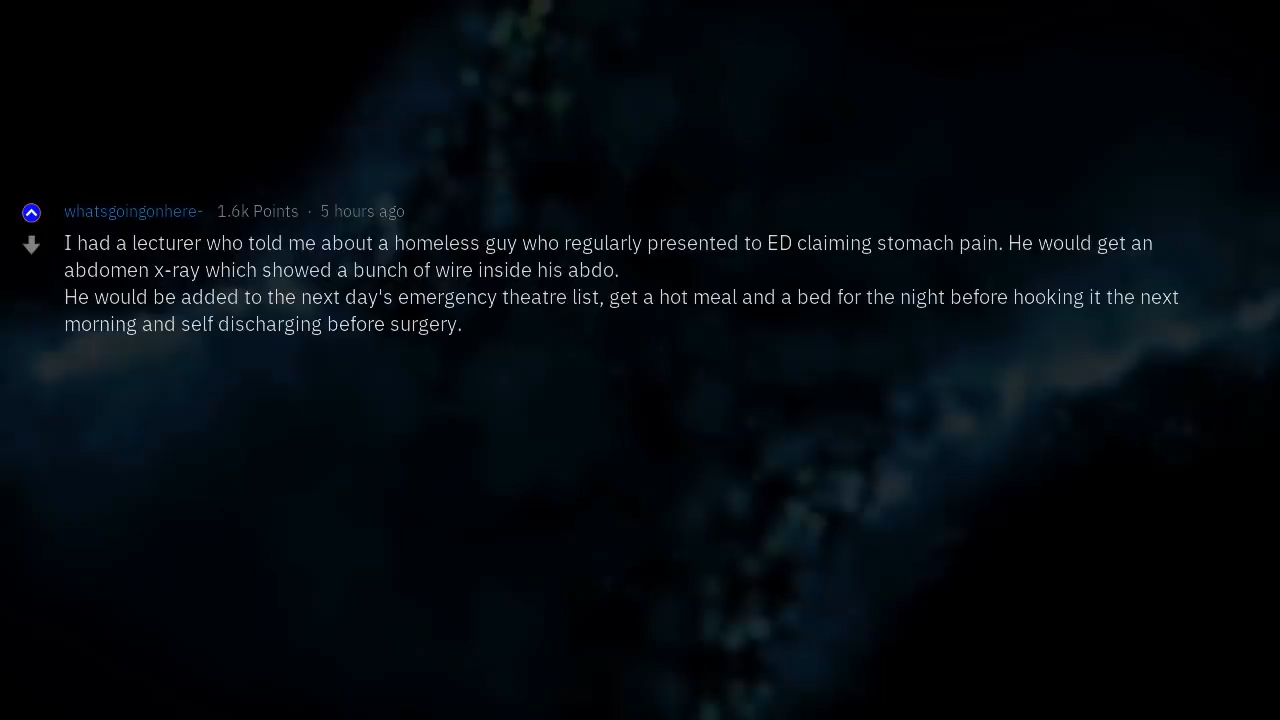 whatsgoingonhere- 1.6k Points · 5 hours ago
I had a lecturer who told me about a homeless guy who regularly presented to ED claiming stomach pain. He would get an
abdomen x-ray which showed a bunch of wire inside his abdo.
He would be added to the next day's emergency theatre list, get a hot meal and a bed for the night before hooking it the next
morning and self discharging before surgery.